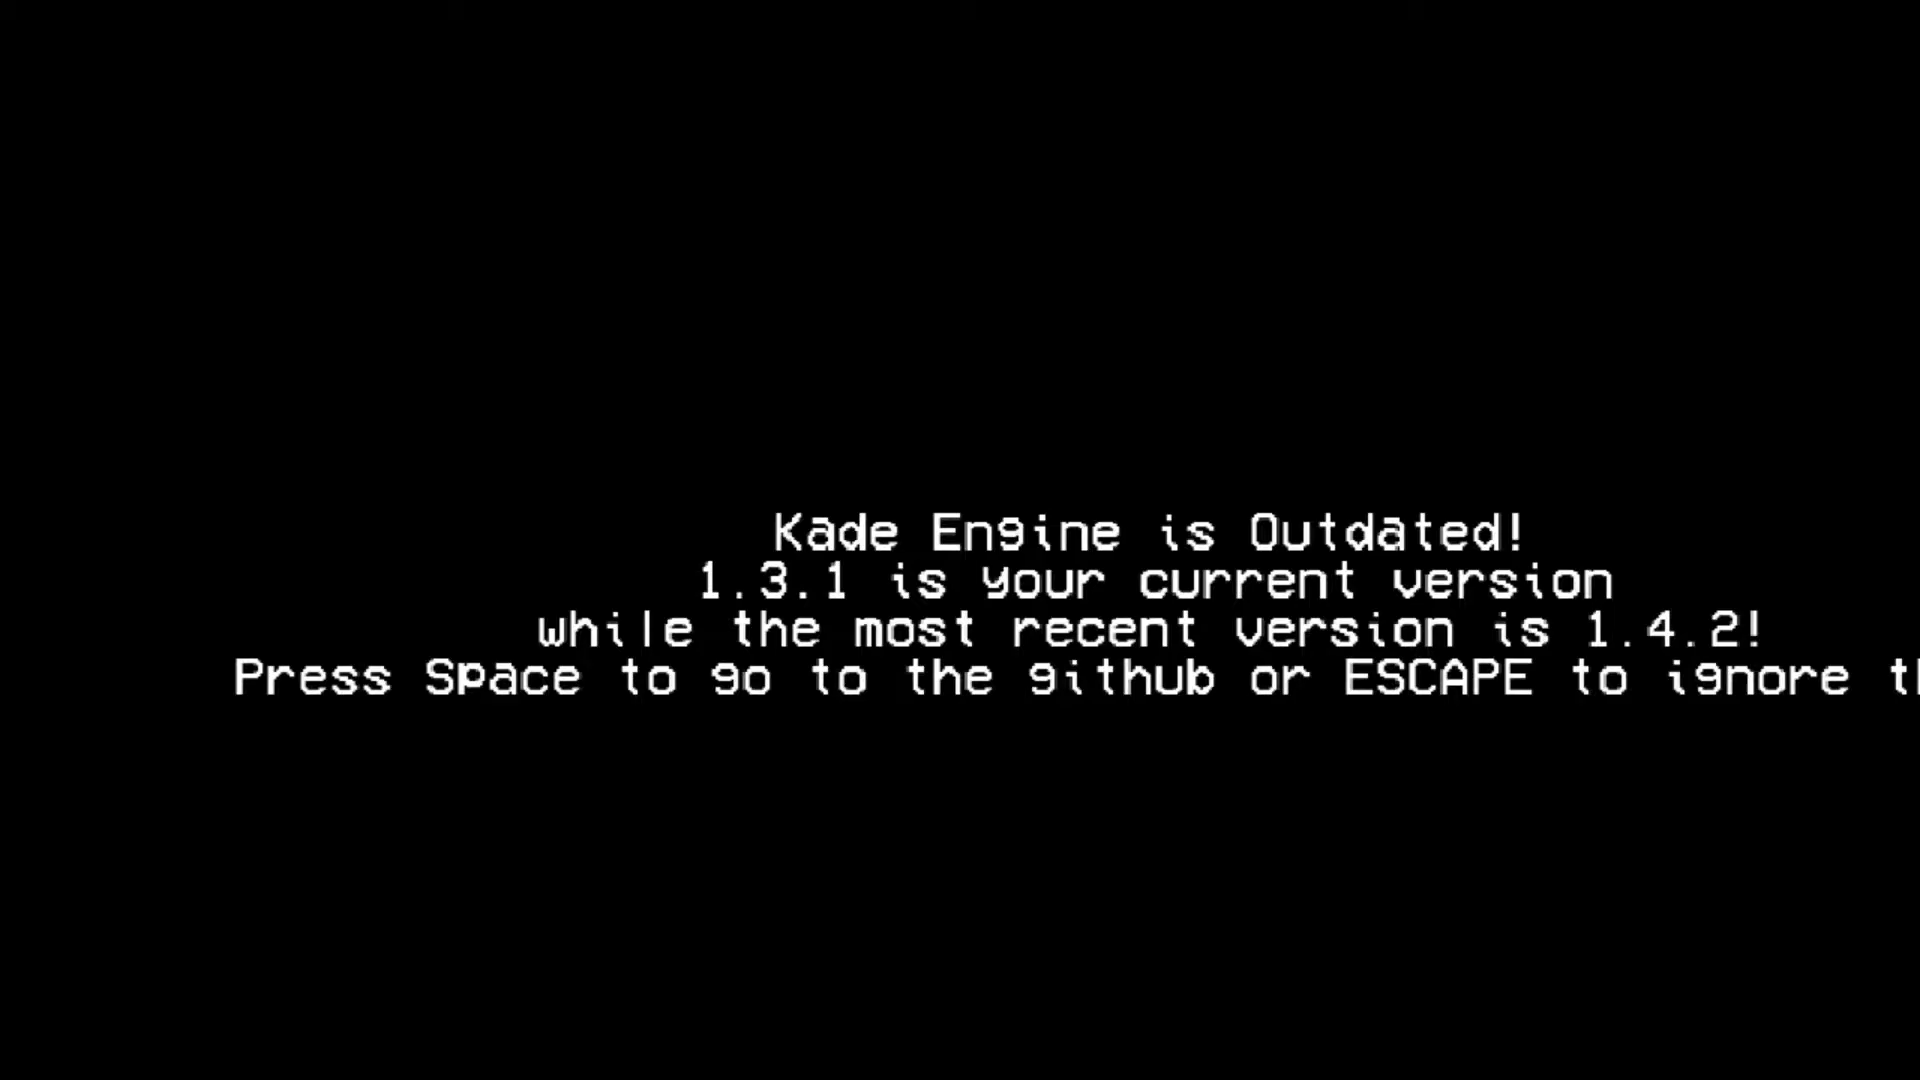 Kade Engine is Outdated!
1.3.1 is your current version
while the most recent version is 1.4.2!
Press Space to go to the github or ESCAPE to ignore